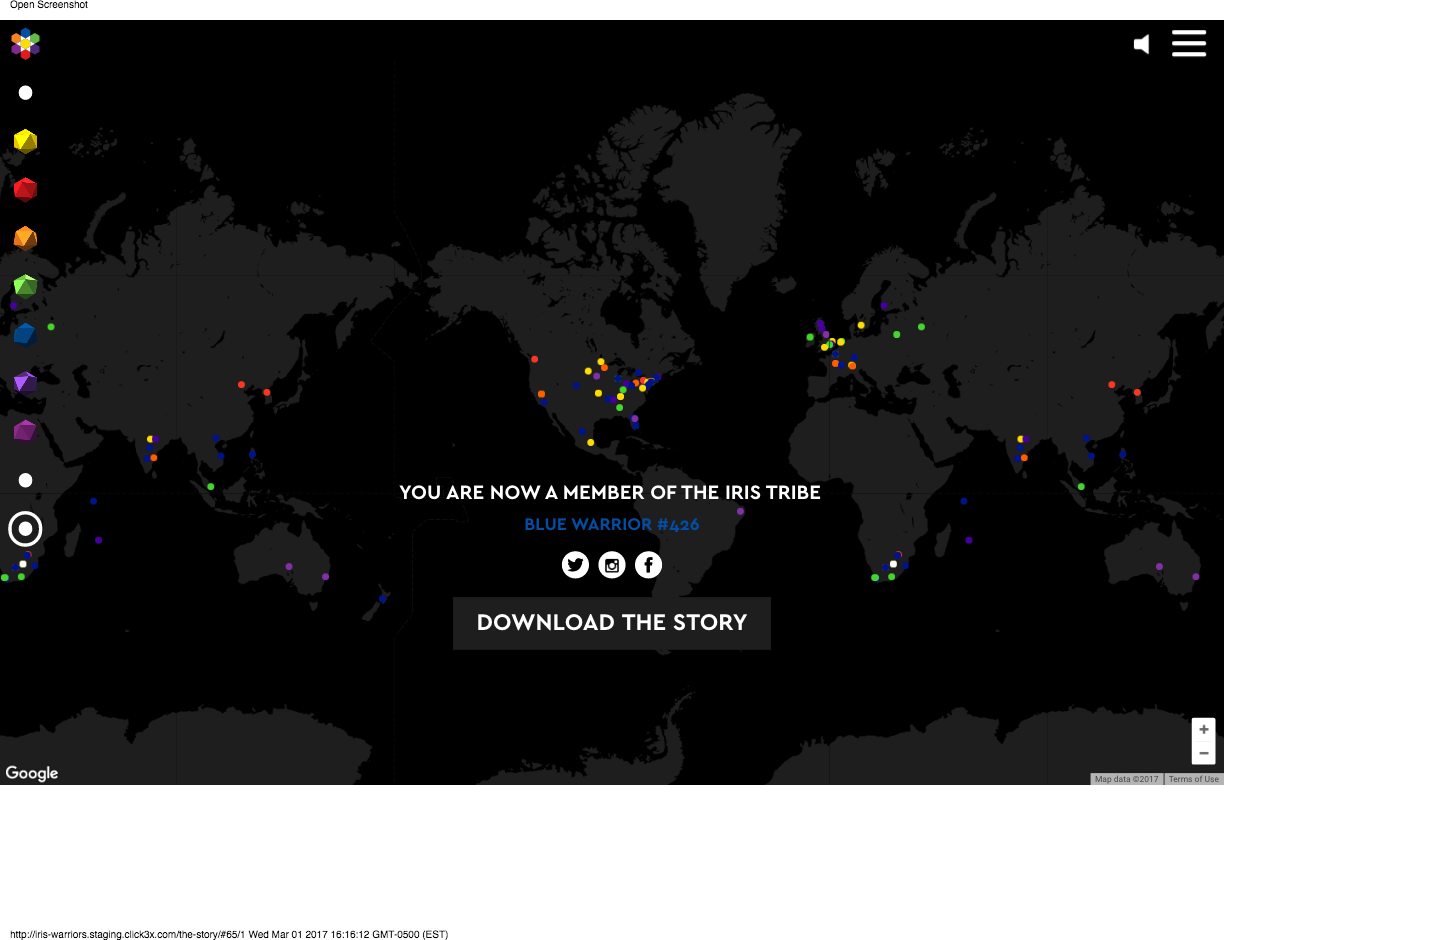 Open Screenshot
YOU ARE NOW A MEMBER OF THE IRIS TRIBE
BLUE WARRIOR #426
DOWNLOAD THE STORY
+
−
Google
Map data ©2017
Terms of Use
http://iris-warriors.staging.click3x.com/the-story/#65/1 Wed Mar 01 2017 16:16:12 GMT-0500 (EST)